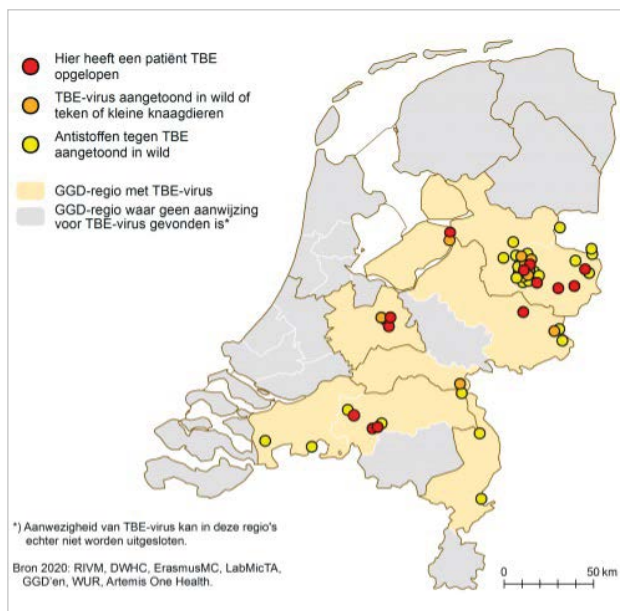 Hier heeft een patiënt TBE
opgelopen
TBE-virus aangetoond in wild of
teken of kleine knaagdieren
Antistoffen tegen TBE
aangetoond in wild
GGD-regio met TBE-virus
GGD-regio waar geen aanwijzing
voor TBE-virus gevonden is*
*) Aanwezigheid van TBE-virus kan in deze regio's
echter niet worden uitgesloten.
Bron 2020: RIVM, DWHC, ErasmusMC, LabMicTA,
GGD'en, WUR, Artemis One Health.
0 50 km